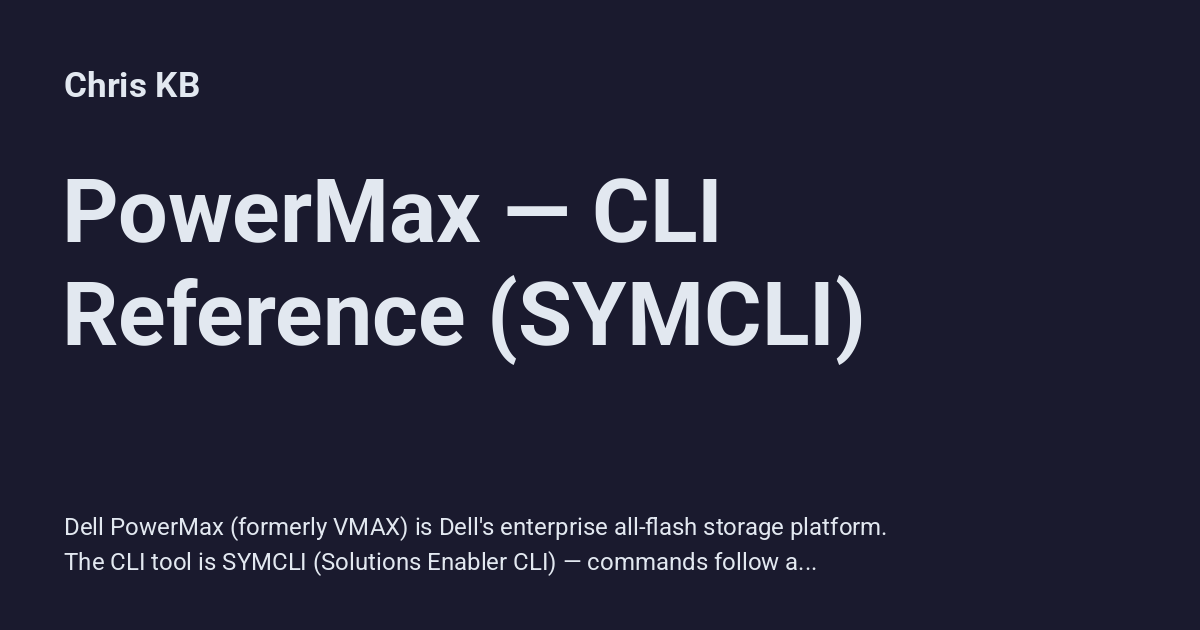 Chris KB
PowerMax — CLI
Reference (SYMCLI)
Dell PowerMax (formerly VMAX) is Dell's enterprise all-flash storage platform.
The CLI tool is SYMCLI (Solutions Enabler CLI) — commands follow a...